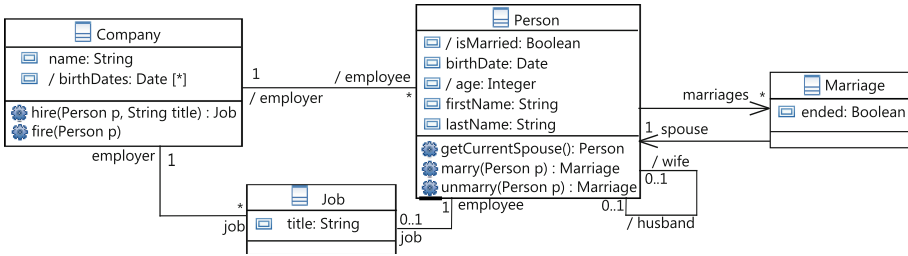 Company
name: String
/ birthDates: Date [*]
hire(Person p, String title) : Job
fire(Person p)
employer
1
1
/ employee
/ employer
*
Person
/ isMarried: Boolean
birthDate: Date
/ age: Integer
firstName: String
lastName: String
getCurrentSpouse(): Person
marry(Person p) : Marriage
unmarry(Person p) : Marriage
marriages
*
1
spouse
Marriage
ended: Boolean
/ wife
0..1
0..1
/ husband
*
job
Job
title: String
0..1
job
1
employee